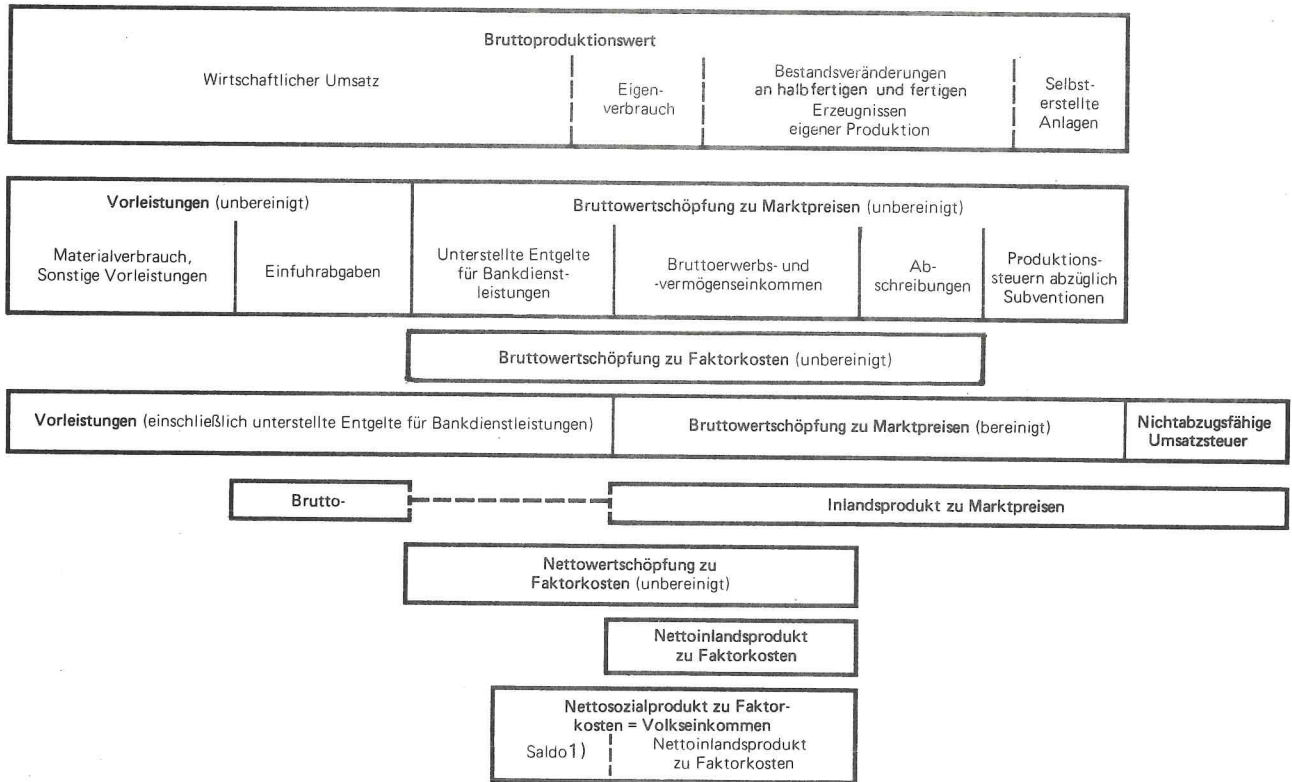 Bruttoproduktionswert
Wirtschaftlicher Umsatz
Eigen-
verbrauch
Bestandsveränderungen
an halbfertigen und fertigen
Erzeugnissen
eigener Produktion
Selbst-
erstellte
Anlagen
Vorleistungen (unbereinigt)
Bruttowertschöpfung zu Marktpreisen (unbereinigt)
Materialverbrauch,
Sonstige Vorleistungen
Einfuhrabgaben
Unterstellte Entgelte
für Bankdienst-
leistungen
Bruttoerwerbs- und
-vermögenseinkommen
Ab-
schreibungen
Produktions-
steuern abzüglich
Subventionen
Bruttowertschöpfung zu Faktorkosten (unbereinigt)
Vorleistungen (einschließlich unterstellte Entgelte für Bankdienstleistungen)
Bruttowertschöpfung zu Marktpreisen (bereinigt)
Nichtabzugsfähige
Umsatzsteuer
Brutto-
Inlandsprodukt zu Marktpreisen
Nettowertschöpfung zu
Faktorkosten (unbereinigt)
Nettoinlandsprodukt
zu Faktorkosten
Nettosozialprodukt zu Faktor-
kosten = Volkseinkommen
Saldo1)
Nettoinlandsprodukt
zu Faktorkosten